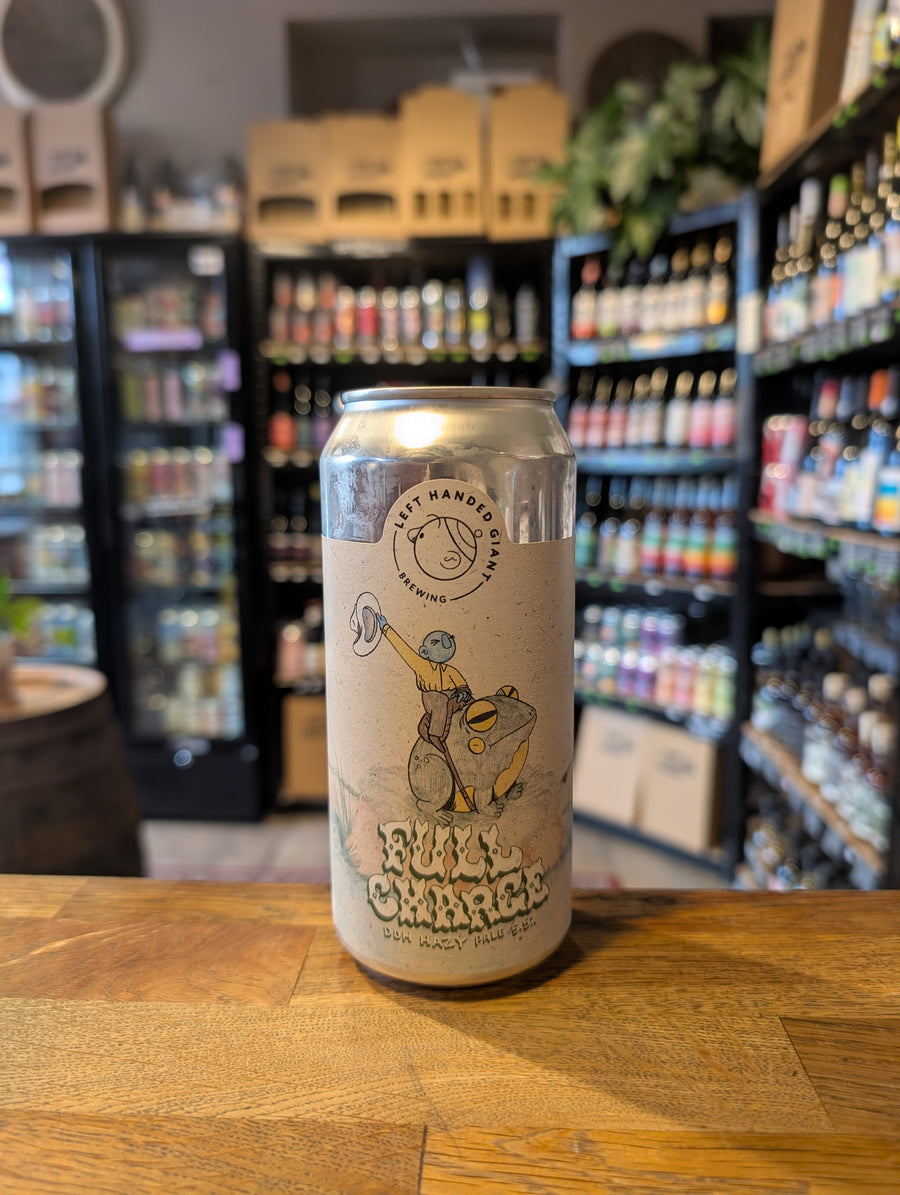 LEFT HANDED GIANT
BREWING
FULL
CHARGE
DDH HAZY PALE 5.5%